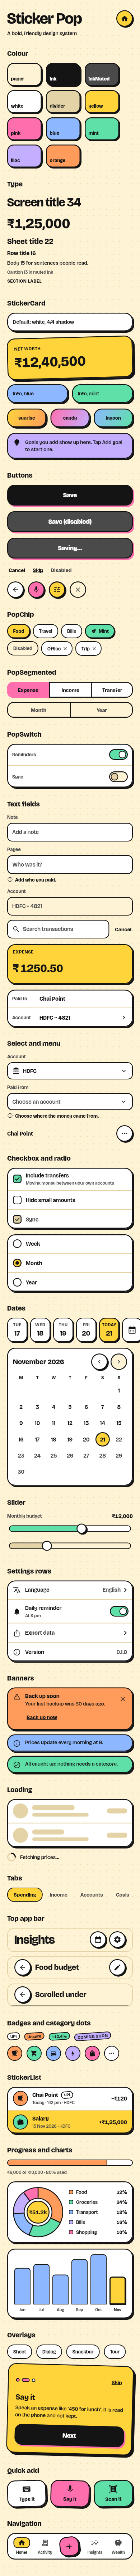 Sticker Pop
A bold, friendly design system
Colour
paper
ink
inkMuted
white
divider
yellow
pink
blue
mint
lilac
orange
Type
Screen title 34
₹1,25,000
Sheet title 22
Row title 16
Body 15 for sentences people read.
Caption 13 in muted ink
SECTION LABEL
StickerCard
Default: white, 4/4 shadow
NET WORTH
₹12,40,500
Info, blue
Info, mint
sunrise
candy
lagoon
Goals you add show up here. Tap Add goal
to start one.
Buttons
Save
Save (disabled)
Saving...
Cancel
Skip
Disabled
PopChip
Food
Travel
Bills
Mint
Disabled
Office
Trip
PopSegmented
Expense
Income
Transfer
Month
Year
PopSwitch
Reminders
Sync
Text fields
Note
Add a note
Payee
Who was it?
Add who you paid.
Account
HDFC - 4821
Search transactions
Cancel
EXPENSE
₹1250.50
Paid to
Chai Point
Account
HDFC - 4821
Select and menu
Account
HDFC
Paid from
Choose an account
Choose where the money came from.
Chai Point
Checkbox and radio
Include transfers
Moving money between your own accounts
Hide small amounts
Sync
Week
Month
Year
Dates
TUE
17
WED
18
THU
19
FRI
20
TODAY
21
November 2026
M T W T F S S
1
2 3 4 5 6 7 8
9 10 11 12 13 14 15
16 17 18 19 20 21 22
23 24 25 26 27 28 29
30
Slider
Monthly budget
₹12,000
Settings rows
Language
English
Daily reminder
At 9 pm
Export data
Version
0.1.0
Banners
Back up soon
Your last backup was 30 days ago.
Back up now
Prices update every morning at 9.
All caught up: nothing needs a category.
Loading
Fetching prices...
Tabs
Spending
Income
Accounts
Goals
Top app bar
Insights
Food budget
Scrolled under
Badges and category dots
UPI
Unsure
+12.4%
COMING SOON
StickerList
Chai Point
UPI
Today · 1:12 pm · HDFC
-₹120
Salary
15 Nov 2026 · HDFC
+₹1,25,000
Progress and charts
₹8,000 of ₹10,000 · 80% used
₹51.2k
Food 32%
Groceries 24%
Transport 18%
Bills 16%
Shopping 10%
Jun
Jul
Aug
Sep
Oct
Nov
Overlays
Sheet
Dialog
Snackbar
Tour
Skip
Say it
Speak an expense like "450 for lunch". It is read
on the phone and not kept.
Next
Quick add
Type it
Say it
Scan it
Navigation
Home
Activity
Insights
Wealth